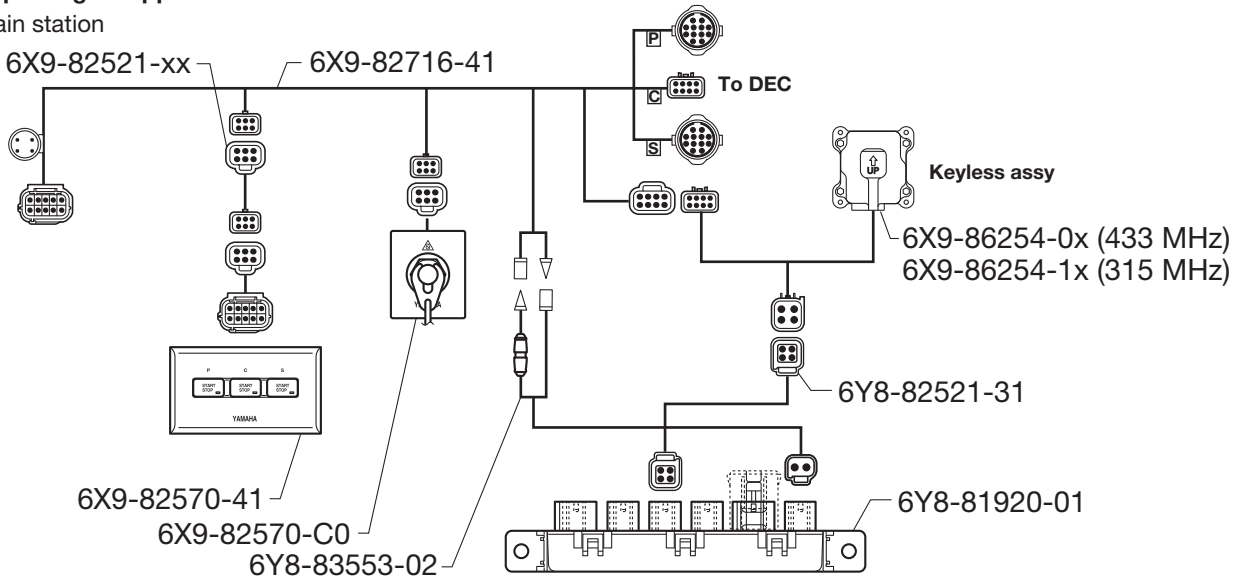 ain station
6X9-82521-xx
6X9-82716-41
P
C
To DEC
S
Keyless assy
UP
6X9-86254-0x (433 MHz)
6X9-86254-1x (315 MHz)
P C S
START STOP START STOP START STOP
YAMAHA
6Y8-82521-31
6X9-82570-41
6X9-82570-C0
6Y8-83553-02
6Y8-81920-01